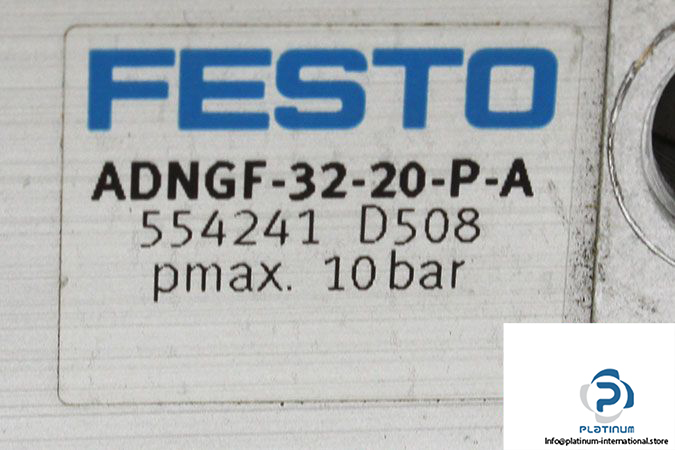 FESTO
ADNGF-32-20-P-A
554241 D508
pmax. 10 bar
PLATINUM
Info@platinum-international.store